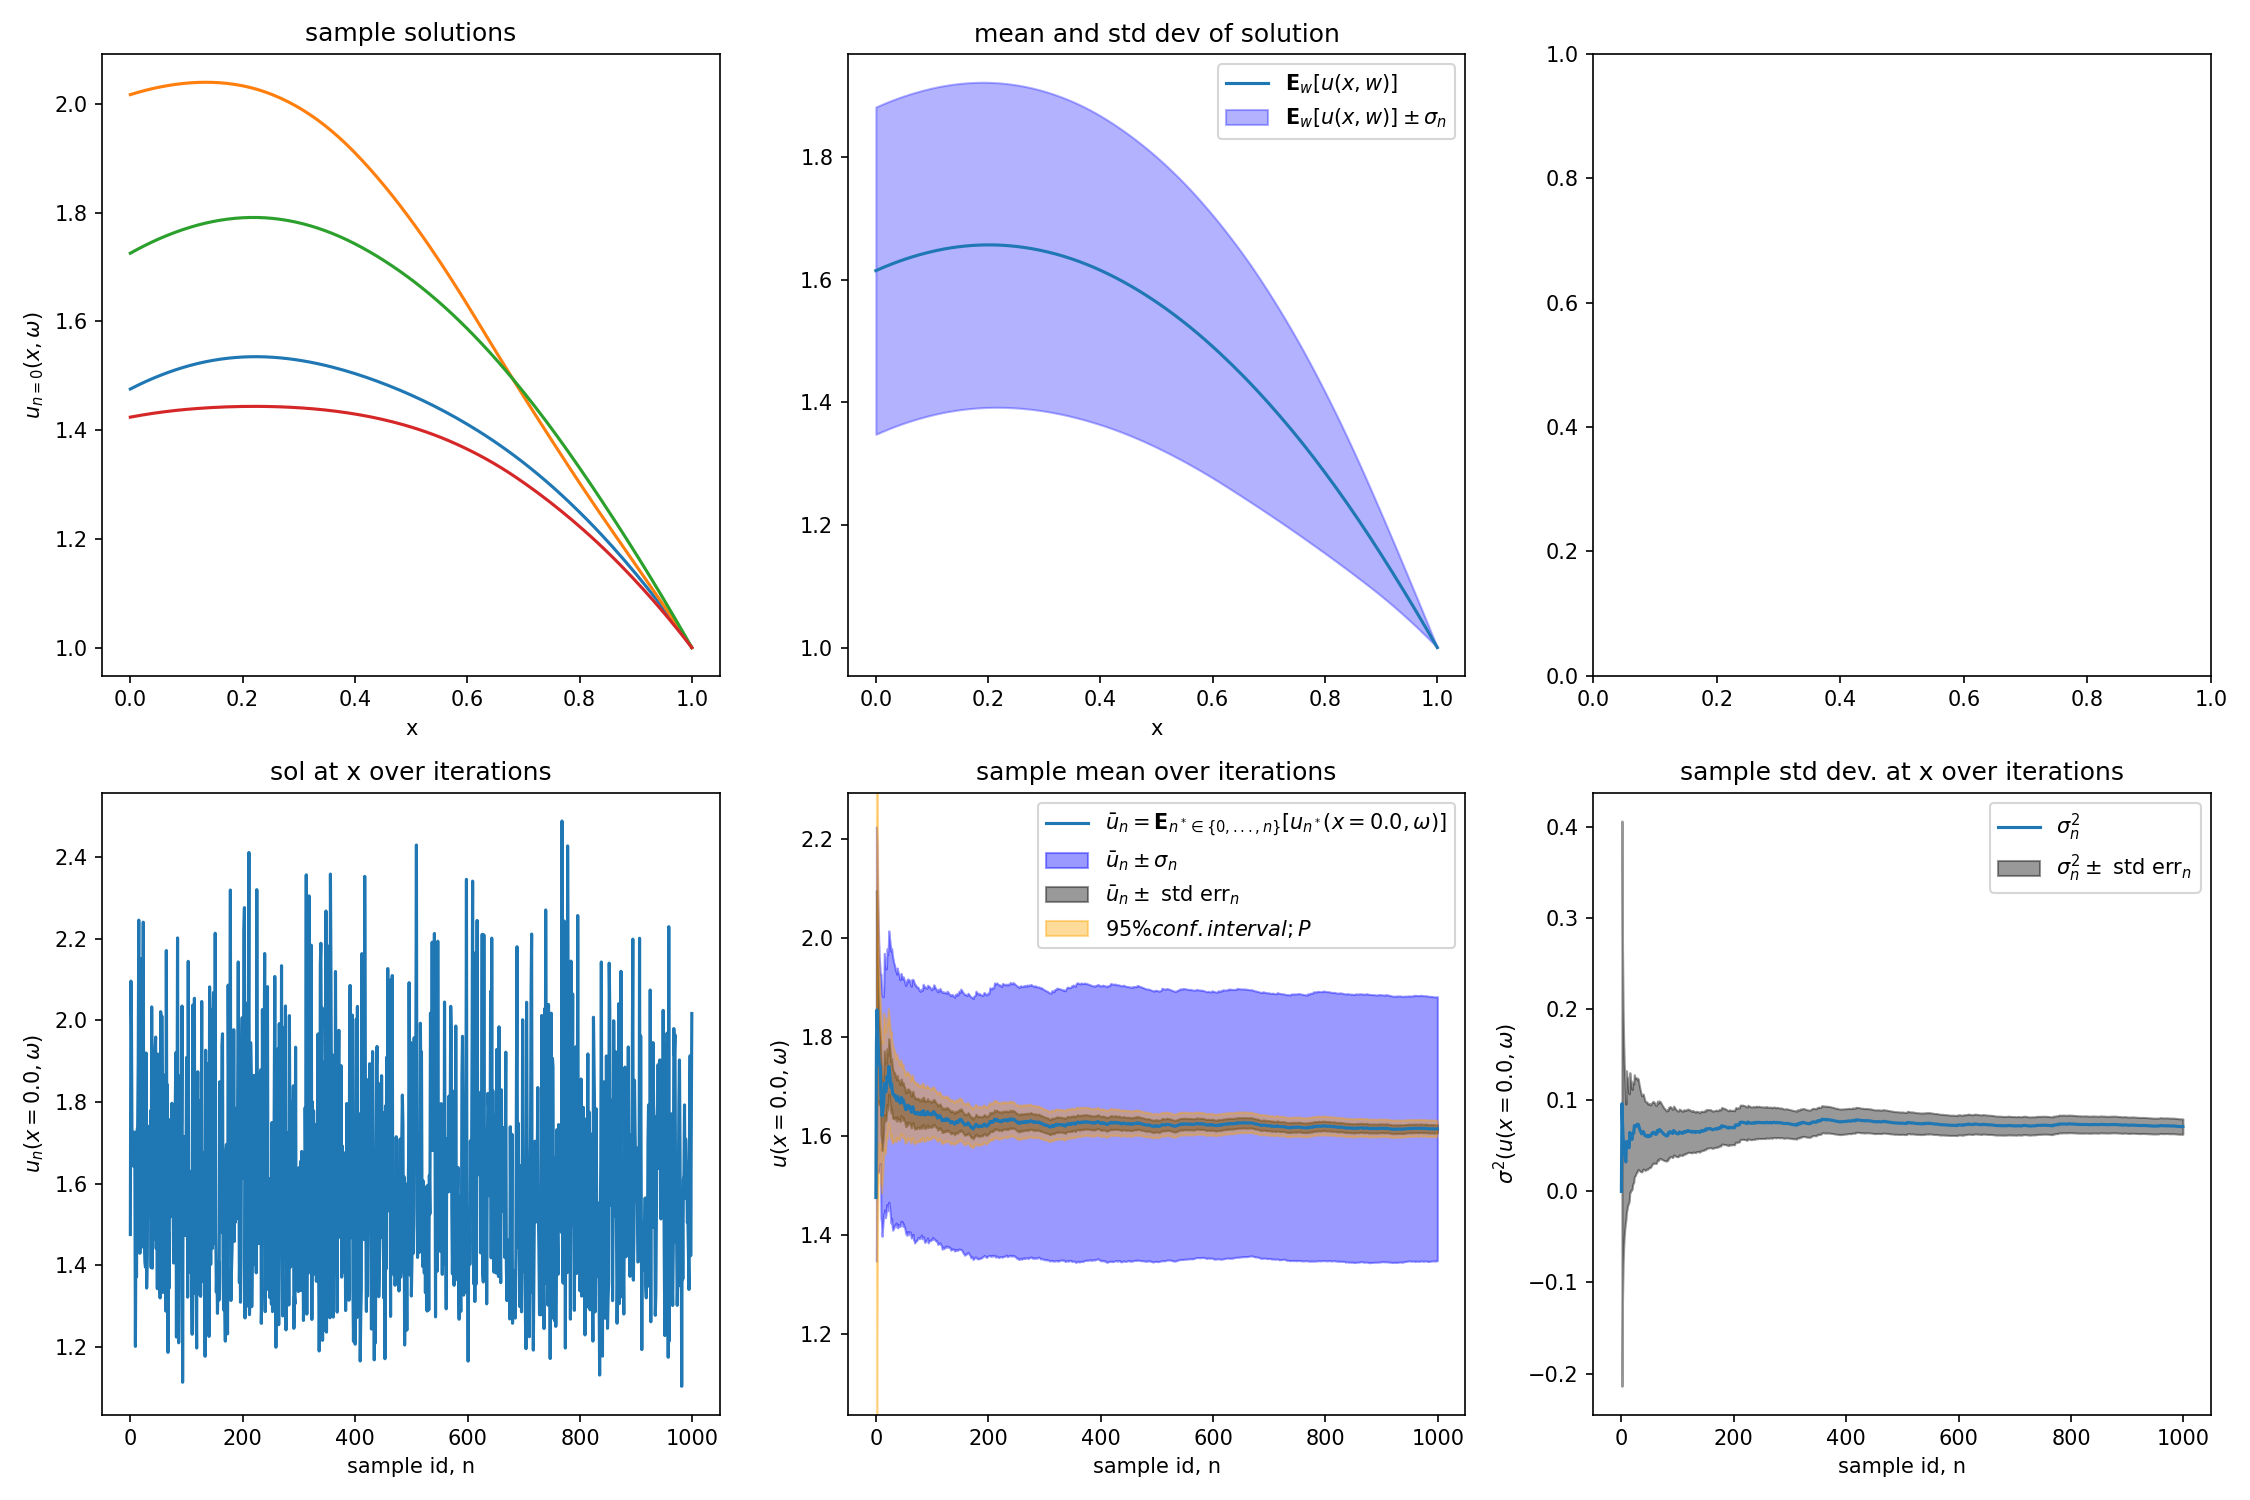 sample solutions
2.0
1.8
1.6
1.4
1.2
1.0
0.0 0.2 0.4 0.6 0.8 1.0
x
u_{n=0}(x, ω)
mean and std dev of solution
E_w[u(x, w)]
E_w[u(x, w)] ± σ_n
1.8
1.6
1.4
1.2
1.0
0.0 0.2 0.4 0.6 0.8 1.0
x
1.0
0.8
0.6
0.4
0.2
0.0
0.0 0.2 0.4 0.6 0.8 1.0
sol at x over iterations
2.4
2.2
2.0
1.8
1.6
1.4
1.2
0 200 400 600 800 1000
sample id, n
u_n(x = 0.0, ω)
sample mean over iterations
ū_n = E_{n* ∈ {0, ..., n}}[u_{n*}(x = 0.0, ω)]
ū_n ± σ_n
ū_n ± std err_n
95%conf.interval; P
2.2
2.0
1.8
1.6
1.4
1.2
0 200 400 600 800 1000
sample id, n
u(x = 0.0, ω)
sample std dev. at x over iterations
σ_n^2
σ_n^2 ± std err_n
0.4
0.3
0.2
0.1
0.0
−0.1
−0.2
0 200 400 600 800 1000
sample id, n
σ^2(u(x = 0.0, ω)